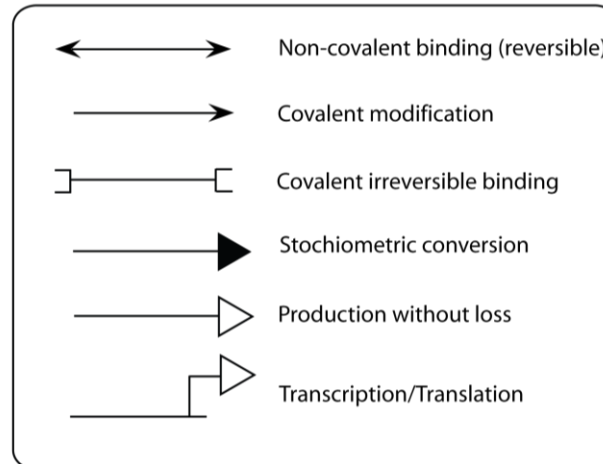 Non-covalent binding (reversible)
Covalent modification
Covalent irreversible binding
Stochiometric conversion
Production without loss
Transcription/Translation